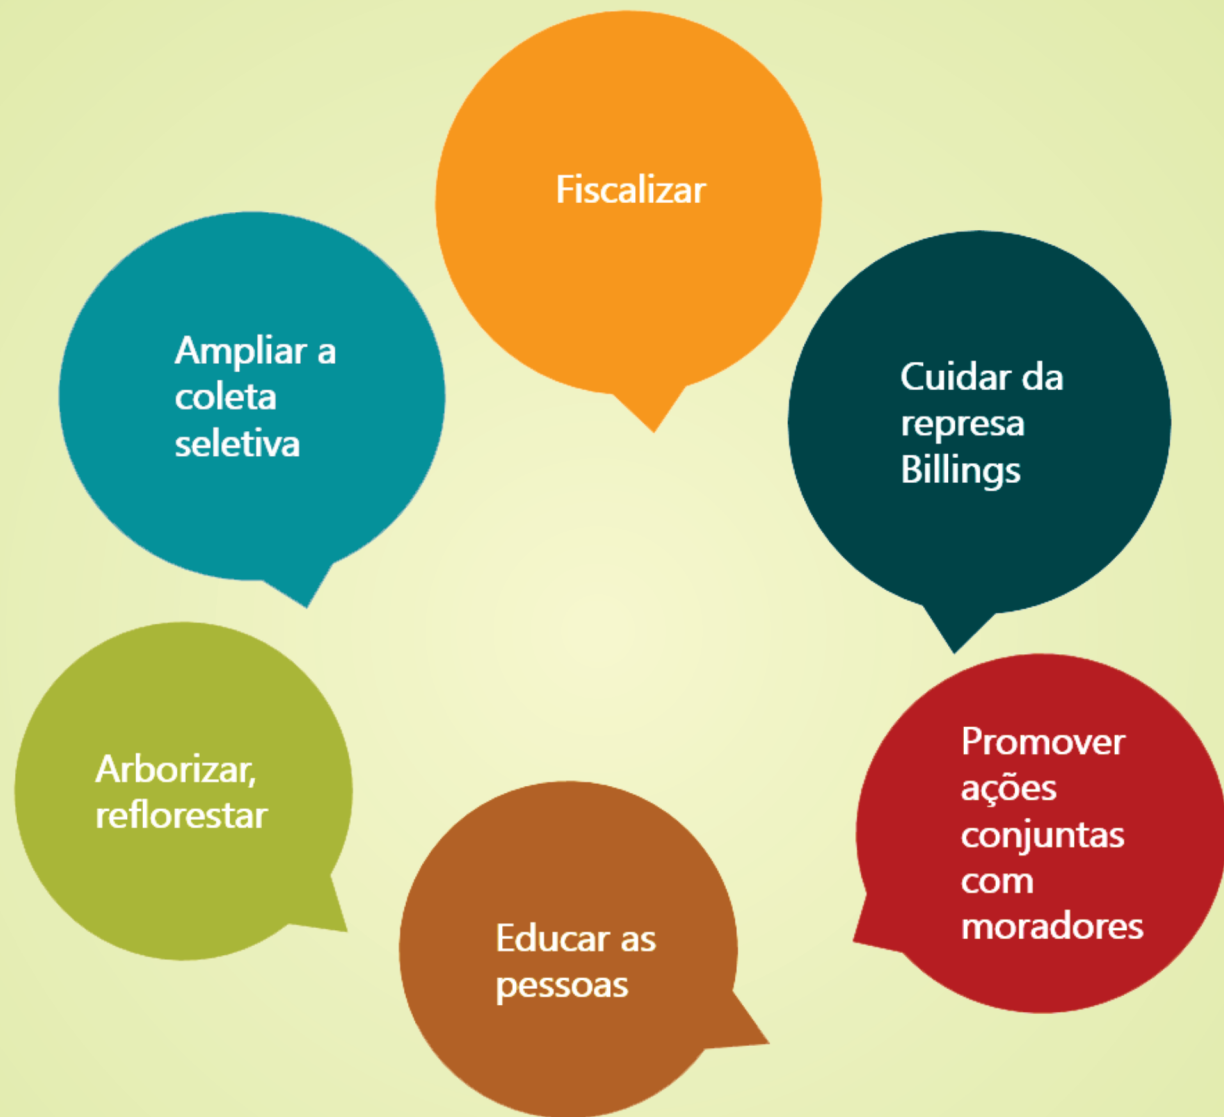 Fiscalizar
Ampliar a
coleta
seletiva
Cuidar da
represa
Billings
Arborizar,
reflorestar
Promover
ações
conjuntas
com
moradores
Educar as
pessoas